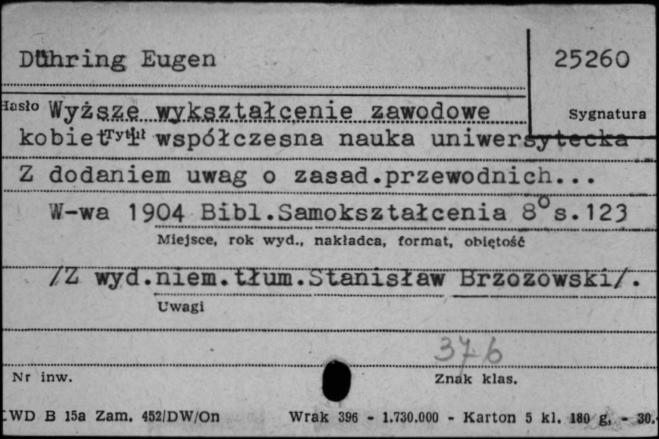 Dühring Eugen
25260
Hasło
Sygnatura
Wyższe wykształcenie zawodowe
kobiet i współczesna nauka uniwersytecka
Tytuł
Z dodaniem uwag o zasad.przewodnich...
W-wa 1904 Bibl.Samokształcenia 8° s.123
Miejsce, rok wyd., nakładca, format, objętość
/Z wyd.niem.tłum.Stanisław Brzozowski/.
Uwagi
376
Nr inw.
Znak klas.
LWD B 15a Zam. 452/DW/On Wrak 396 - 1.730.000 - Karton 5 kl. 180 g. - 30.